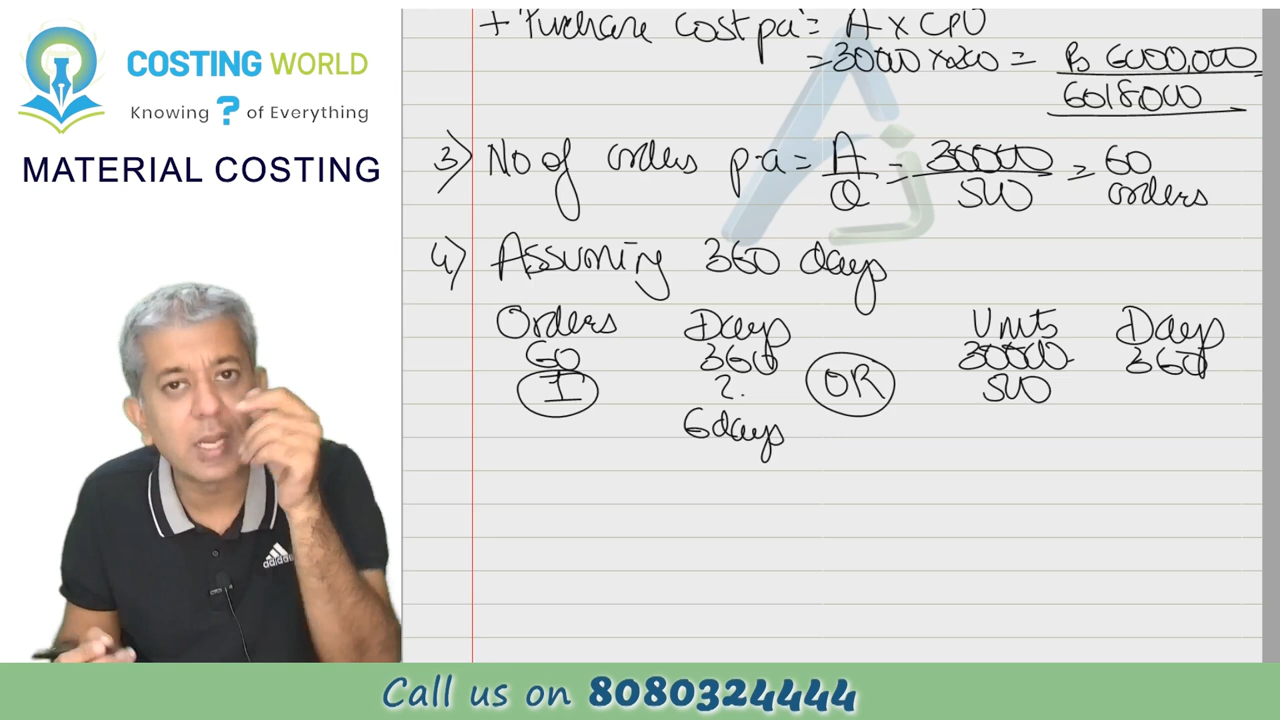 COSTING WORLD
Knowing ? of Everything
MATERIAL COSTING
+ Purchase cost pa = A x CPU
= 30000 x 200 = Rs 6000,000
6018000
3) No of orders p.a = A/Q = 30000/500 = 60 orders
4) Assuming 360 days
Orders Days Units Days
60 360 OR 30000 360
1 ? 500
6 days
adidas
Call us on 8080324444